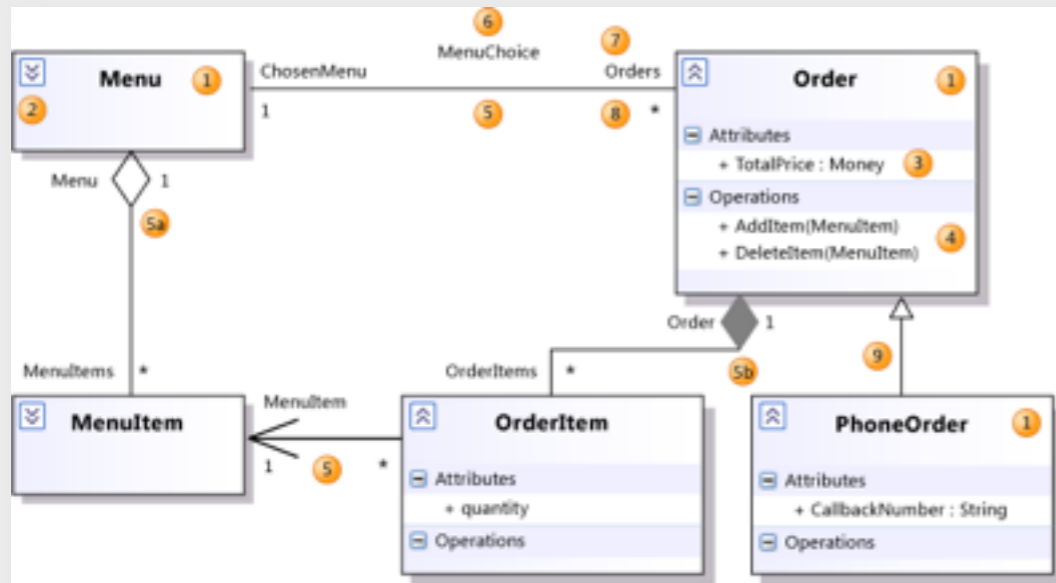 6
MenuChoice
7
Menu 1
2
ChosenMenu
Orders
1
5
8
*
Order 1
Attributes
+ TotalPrice : Money 3
Operations
+ AddItem(MenuItem)
4
+ DeleteItem(MenuItem)
Menu 1
5a
Order 1
9
5b
MenuItems *
OrderItems *
MenuItem
MenuItem
1
5
*
OrderItem
Attributes
+ quantity
Operations
PhoneOrder 1
Attributes
+ CallbackNumber : String
Operations